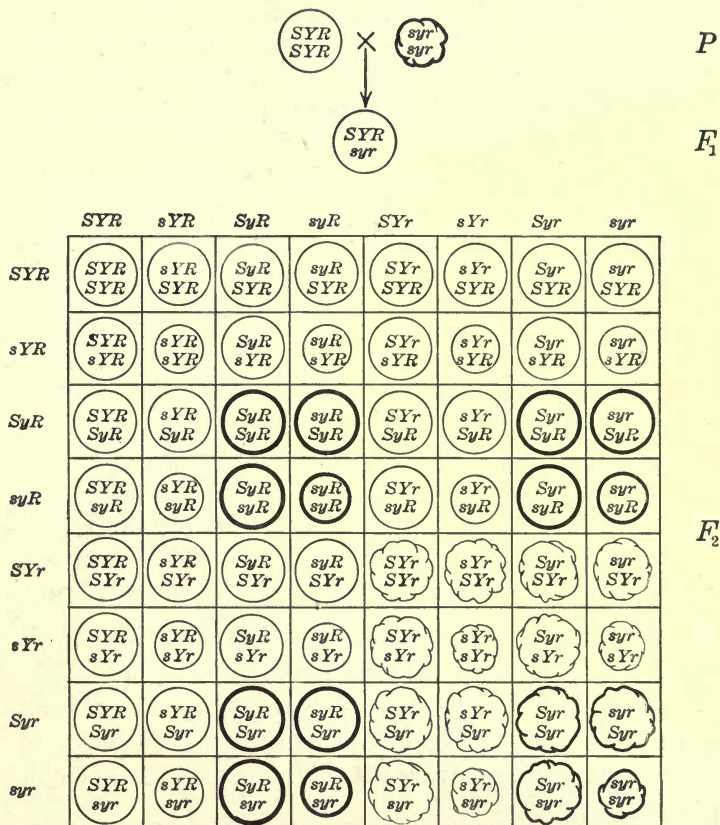 SYR × syr P
SYR syr
SYR F₁
syr
SYR sYR SyR syR SYr sYr Syr syr
SYR
SYR sYR SyR syR SYr sYr Syr syr
SYR SYR SYR SYR SYR SYR SYR SYR
sYR
SYR sYR SyR syR SYr sYr Syr syr
sYR sYR sYR sYR sYR sYR sYR sYR
SyR
SYR sYR SyR syR SYr sYr Syr syr
SyR SyR SyR SyR SyR SyR SyR SyR
syR
SYR sYR SyR syR SYr sYr Syr syr
syR syR syR syR syR syR syR syR
F₂
SYr
SYR sYR SyR syR SYr sYr Syr syr
SYr SYr SYr SYr SYr SYr SYr SYr
sYr
SYR sYR SyR syR SYr sYr Syr syr
sYr sYr sYr sYr sYr sYr sYr sYr
Syr
SYR sYR SyR syR SYr sYr Syr syr
Syr Syr Syr Syr Syr Syr Syr Syr
syr
SYR sYR SyR syR SYr sYr Syr syr
syr syr syr syr syr syr syr syr